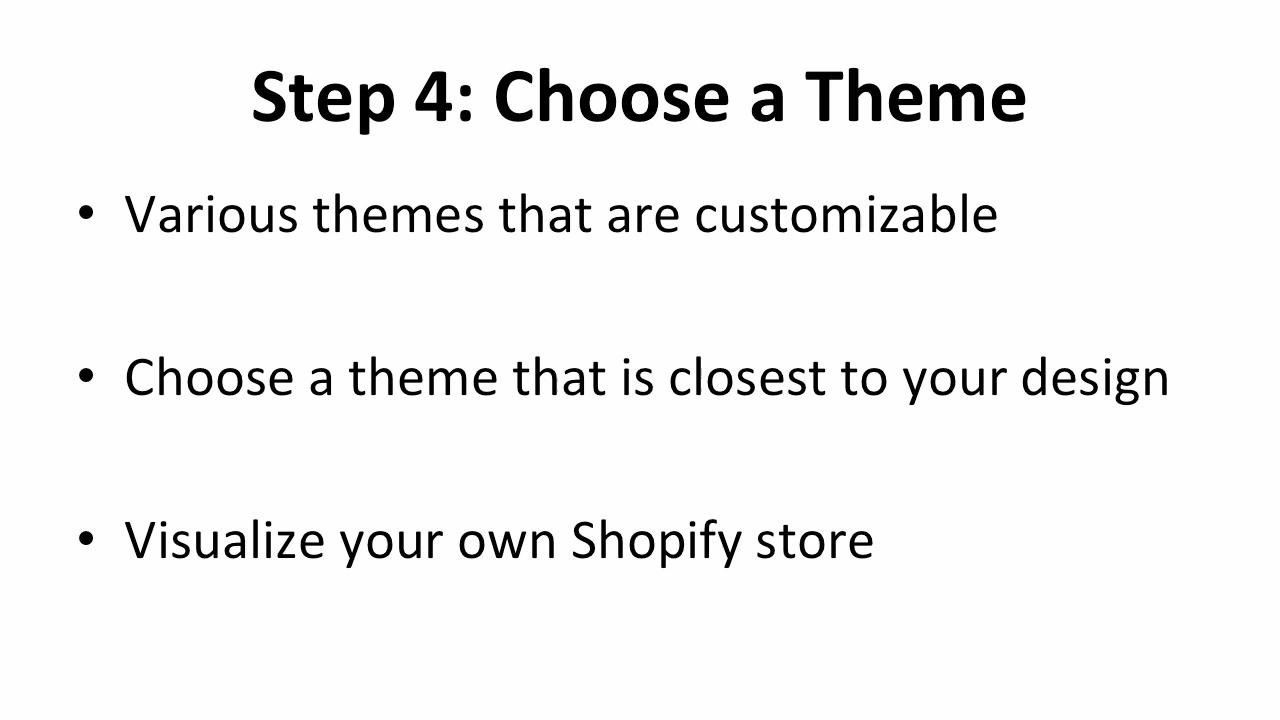 Step 4: Choose a Theme
• Various themes that are customizable
• Choose a theme that is closest to your design
• Visualize your own Shopify store